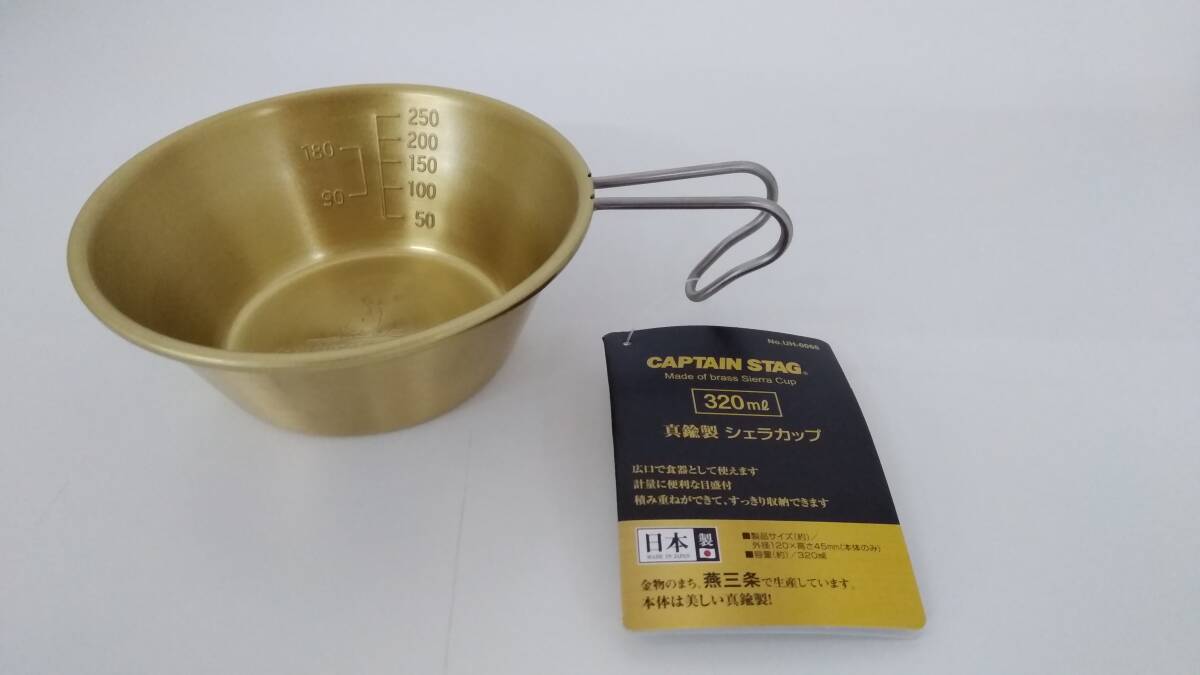 250
200
150
100
50
180
90
No.UH-0066
CAPTAIN STAG®
Made of brass Sierra Cup
320mℓ
真鍮製 シェラカップ
広口で食器として使えます
計量に便利な目盛付
積み重ねができて、すっきり収納できます
日本製
MADE IN JAPAN
■製品サイズ(約)/
外径120×高さ45mm(本体のみ)
■容量(約)/320mℓ
金物のまち、燕三条で生産しています。
本体は美しい真鍮製!